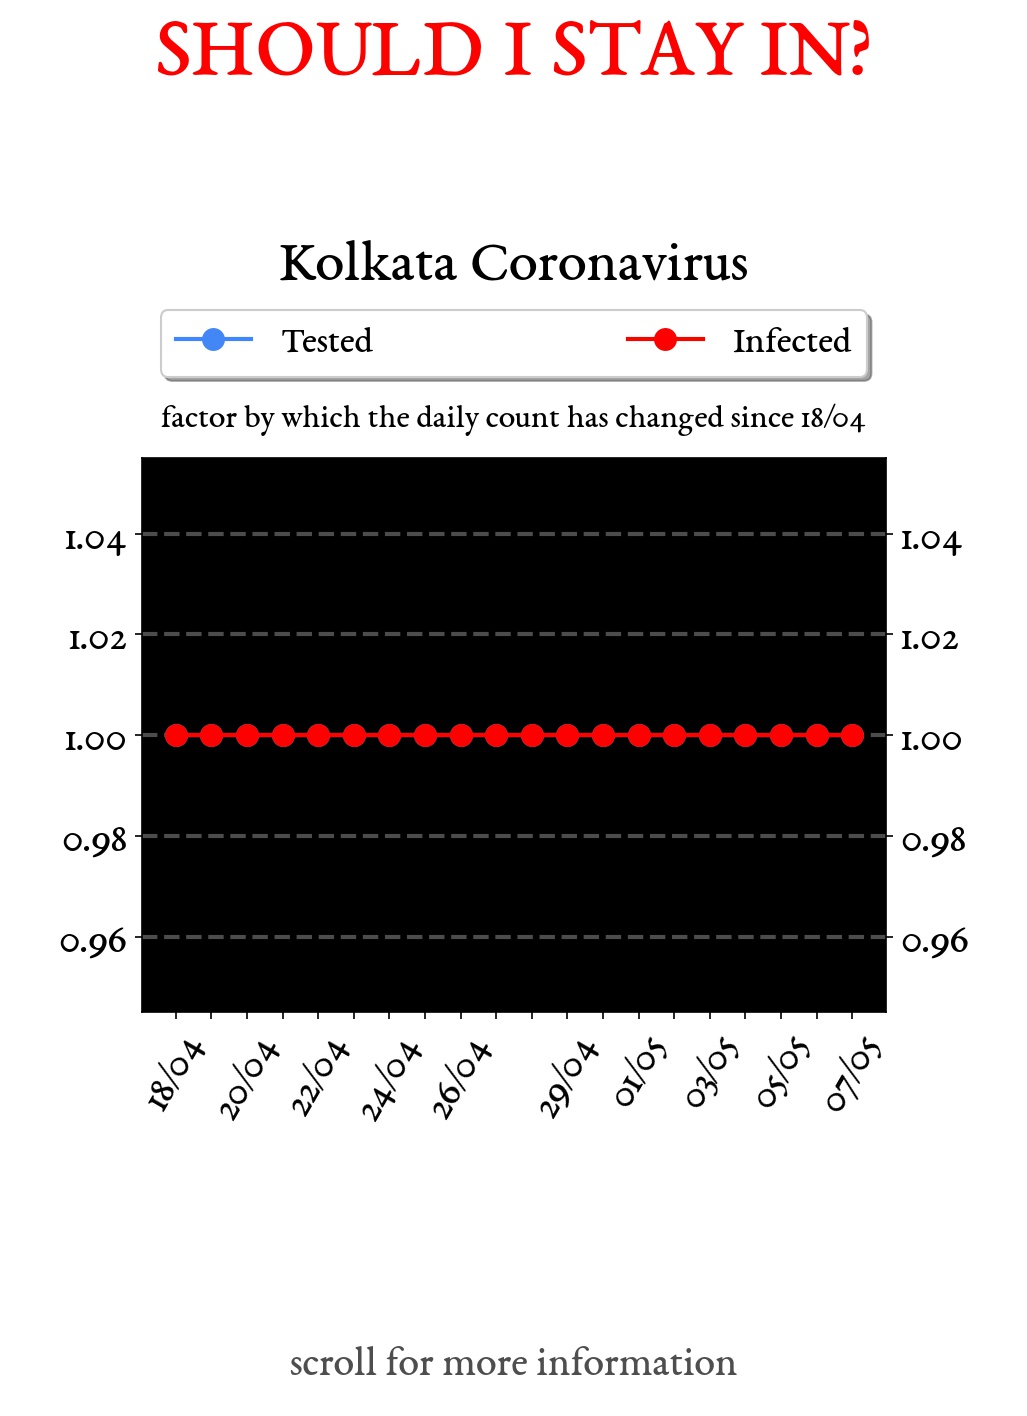 SHOULD I STAY IN?
Kolkata Coronavirus
Tested Infected
factor by which the daily count has changed since 18/04
1.04 1.04
1.02 1.02
1.00 1.00
0.98 0.98
0.96 0.96
18/04 20/04 22/04 24/04 26/04 29/04 01/05 03/05 05/05 07/05
scroll for more information